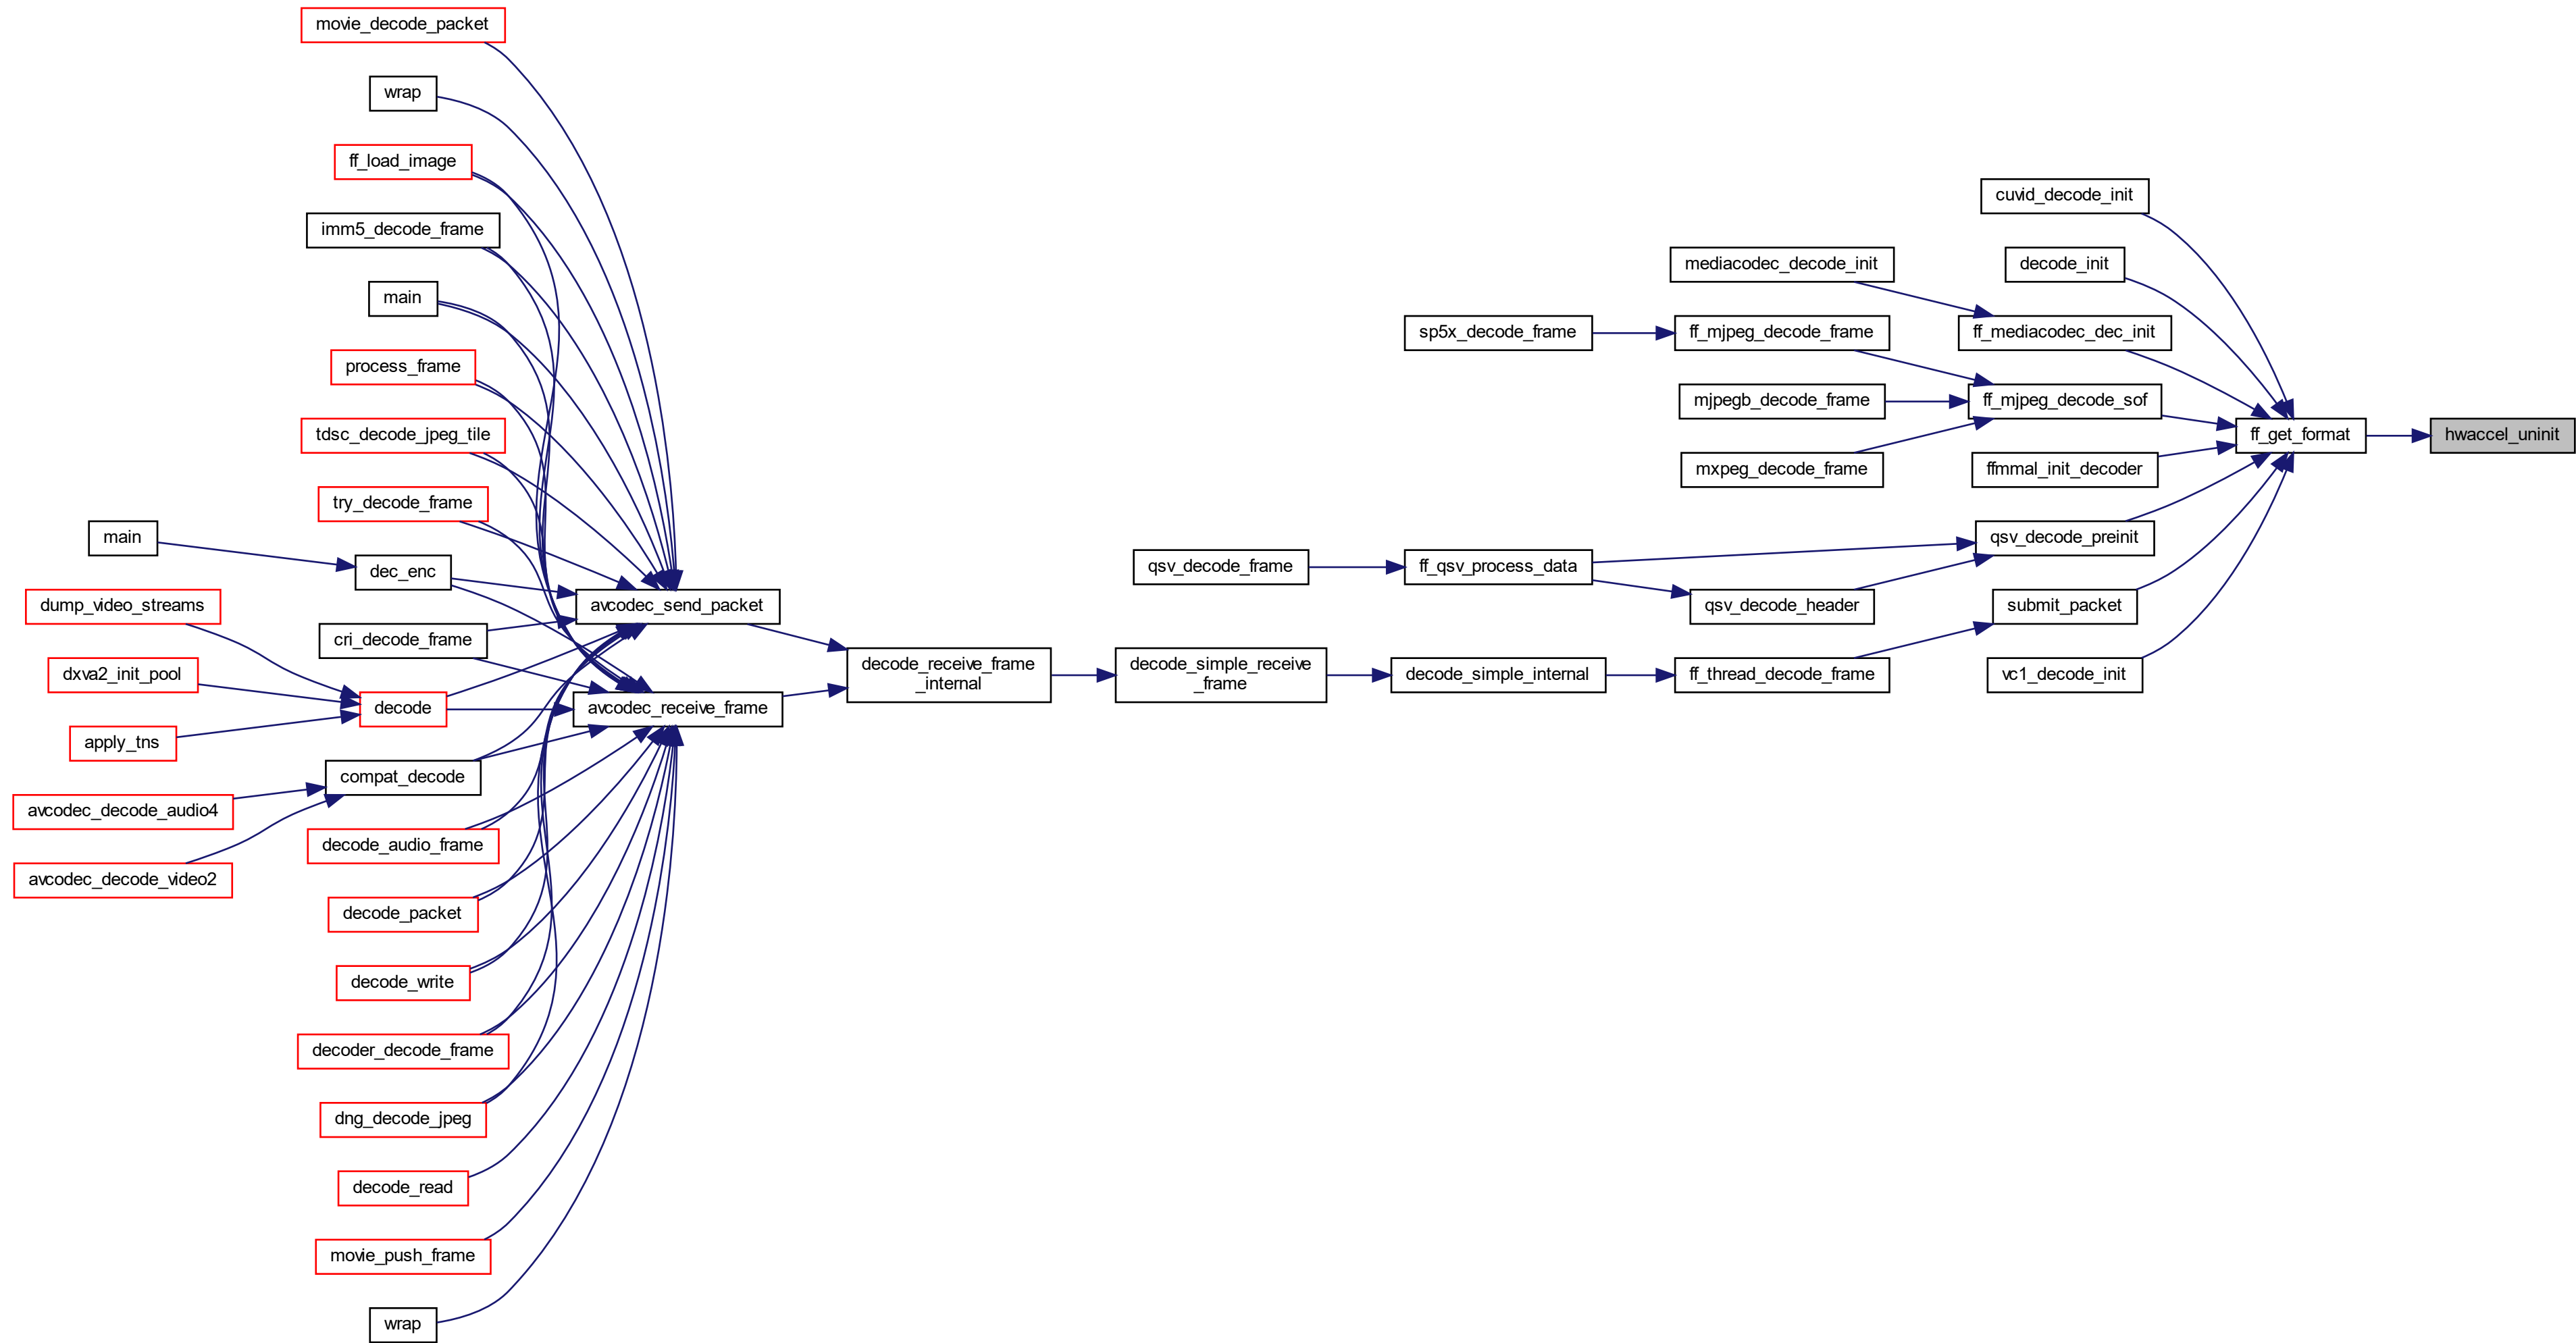 movie_decode_packet
wrap
ff_load_image
imm5_decode_frame
main
process_frame
tdsc_decode_jpeg_tile
try_decode_frame
main
dec_enc
dump_video_streams
cri_decode_frame
dxva2_init_pool
decode
apply_tns
compat_decode
avcodec_decode_audio4
decode_audio_frame
avcodec_decode_video2
decode_packet
decode_write
decoder_decode_frame
dng_decode_jpeg
decode_read
movie_push_frame
wrap
avcodec_send_packet
avcodec_receive_frame
decode_receive_frame
_internal
decode_simple_receive
_frame
decode_simple_internal
qsv_decode_frame
ff_qsv_process_data
sp5x_decode_frame
mediacodec_decode_init
ff_mjpeg_decode_frame
mjpegb_decode_frame
mxpeg_decode_frame
qsv_decode_header
ff_thread_decode_frame
cuvid_decode_init
decode_init
ff_mediacodec_dec_init
ff_mjpeg_decode_sof
ffmmal_init_decoder
qsv_decode_preinit
submit_packet
vc1_decode_init
ff_get_format
hwaccel_uninit